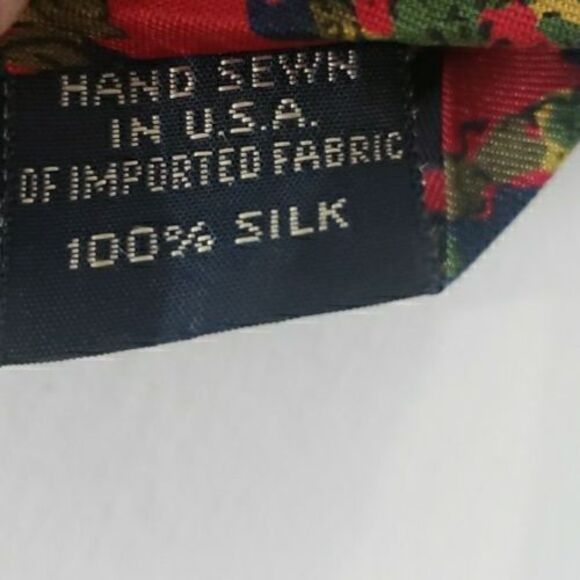 HAND SEWN
IN U.S.A.
OF IMPORTED FABRIC
100% SILK